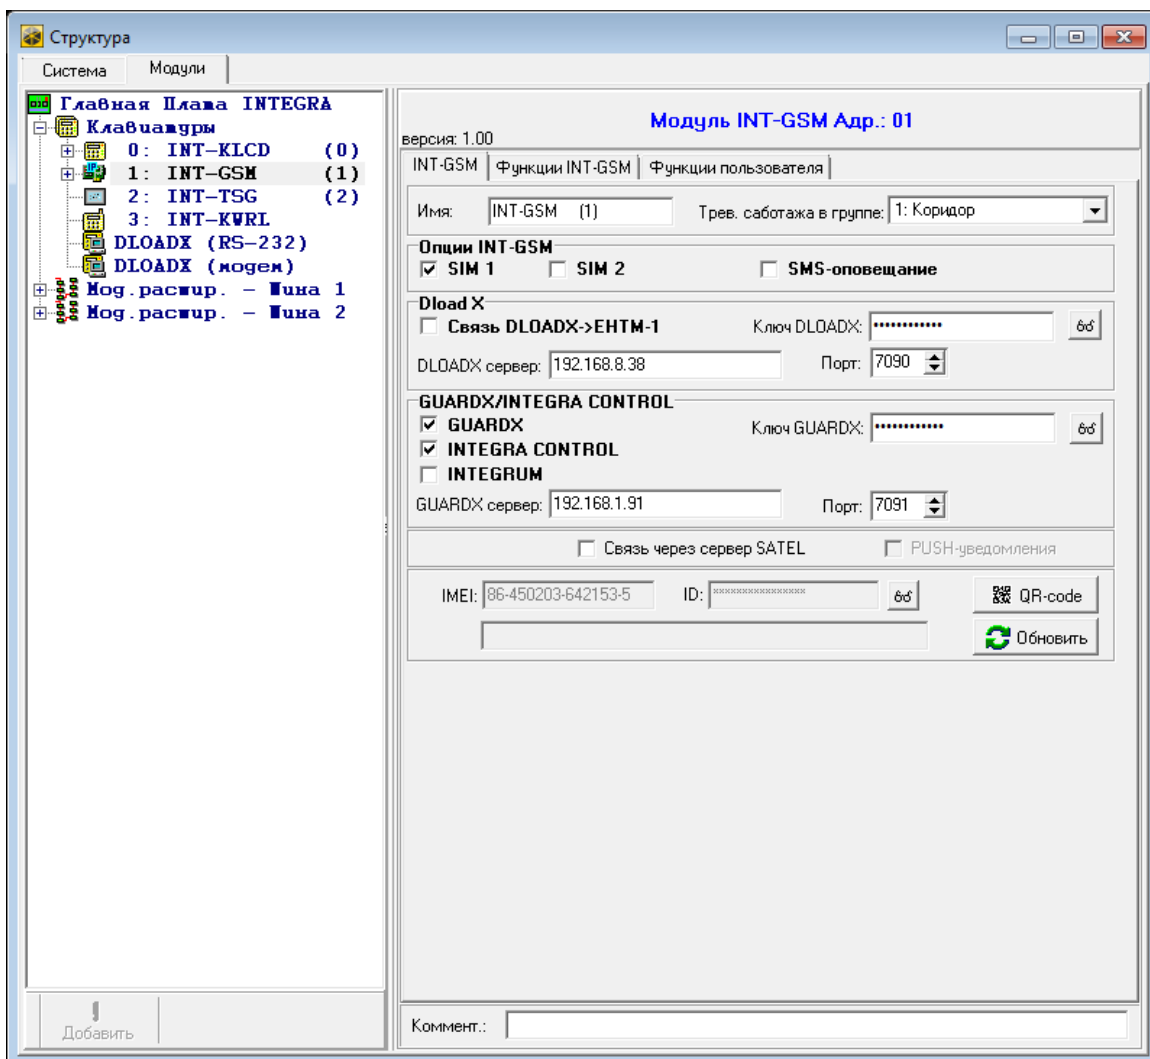 Структура
Система Модули
Главная Плата INTEGRA
Клавиатуры
0: INT-KLCD (0)
1: INT-GSM (1)
2: INT-TSG (2)
3: INT-KWRL
DLOADX (RS-232)
DLOADX (модем)
Мод.расшир. - Шина 1
Мод.расшир. - Шина 2
Добавить
Модуль INT-GSM Адр.: 01
версия: 1.00
INT-GSM Функции INT-GSM Функции пользователя
Имя: INT-GSM (1) Трев. саботажа в группе: 1: Коридор
Опции INT-GSM
SIM 1 SIM 2 SMS-оповещание
Dload X
Связь DLOADX->EHTM-1 Ключ DLOADX: ••••••••••••
DLOADX сервер: 192.168.8.38 Порт: 7090
GUARDX/INTEGRA CONTROL
GUARDX Ключ GUARDX: ••••••••••••
INTEGRA CONTROL
INTEGRUM
GUARDX сервер: 192.168.1.91 Порт: 7091
Связь через сервер SATEL PUSH-уведомления
IMEI: 86-450203-642153-5 ID: **************** QR-code
Обновить
Коммент.: